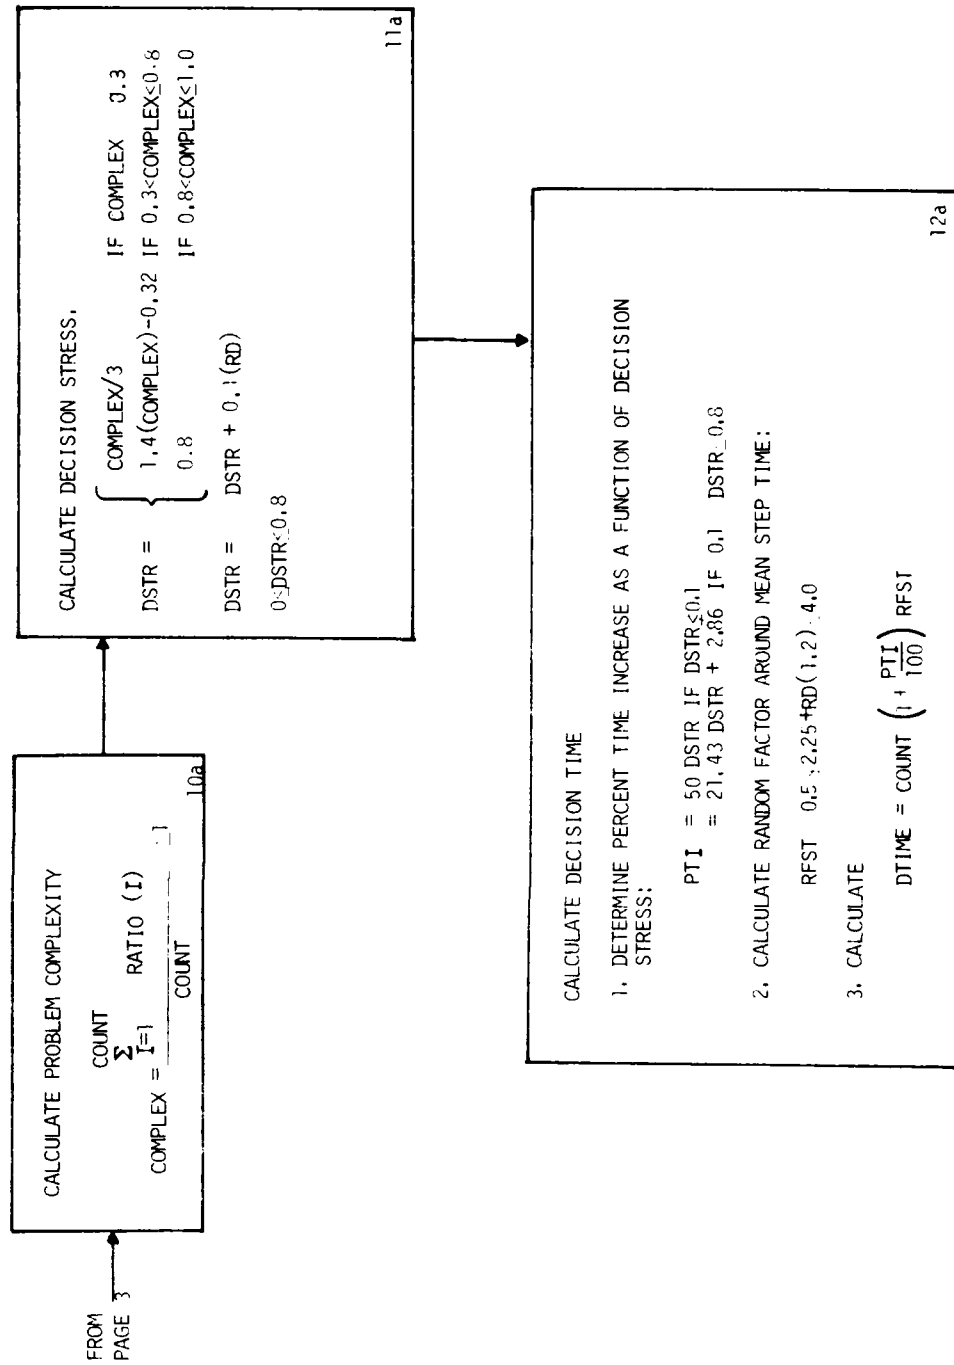 FROM
PAGE 3
CALCULATE PROBLEM COMPLEXITY
COUNT
Σ
I=1 RATIO (I)
COMPLEX = ≤1
COUNT
10a
CALCULATE DECISION STRESS.
COMPLEX/3 IF COMPLEX 0.3
DSTR = { 1.4(COMPLEX)-0.32 IF 0.3<COMPLEX≤0.8
0.8 IF 0.8<COMPLEX≤1.0
DSTR = DSTR + 0.1(RD)
0≤DSTR≤0.8
11a
CALCULATE DECISION TIME
1. DETERMINE PERCENT TIME INCREASE AS A FUNCTION OF DECISION
STRESS:
PTI = 50 DSTR IF DSTR≤0.1
= 21.43 DSTR + 2.86 IF 0.1 DSTR 0.8
2. CALCULATE RANDOM FACTOR AROUND MEAN STEP TIME:
RFST 0.5 2.25+RD(1.2) 4.0
3. CALCULATE
DTIME = COUNT (1 + PTI/100) RFST
12a